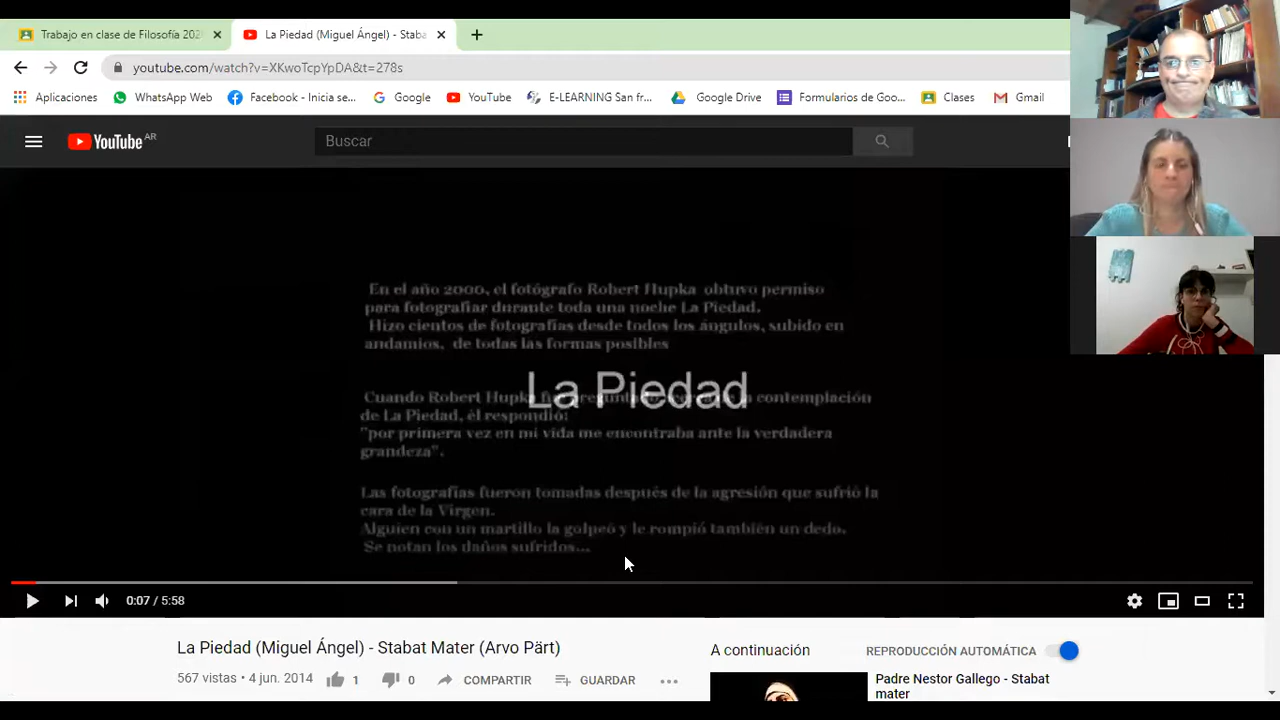 Trabajo en clase de Filosofía 202
La Piedad (Miguel Ángel) - Staba
youtube.com/watch?v=XKwoTcpYpDA&t=278s
Aplicaciones WhatsApp Web Facebook - Inicia se... Google YouTube E-LEARNING San fr... Google Drive Formularios de Goo... Clases Gmail
YouTube AR
Buscar
En el año 2000, el fotógrafo Robert Hupka obtuvo permiso
para fotografiar durante toda una noche La Piedad.
Hizo cientos de fotografías desde todos los ángulos, subido en
andamios, de todas las formas posibles
La Piedad
Cuando Robert Hupka contemplación
de La Piedad, él respondió:
"por primera vez en mi vida me encontraba ante la verdadera
grandeza".
Las fotografías fueron tomadas después de la agresión que sufrió la
cara de la Virgen.
Alguien con un martillo la golpeó y le rompió también un dedo.
Se notan los daños sufridos...
0:07 / 5:58
La Piedad (Miguel Ángel) - Stabat Mater (Arvo Pärt)
567 vistas • 4 jun. 2014 1 0 COMPARTIR GUARDAR
A continuación REPRODUCCIÓN AUTOMÁTICA
Padre Nestor Gallego - Stabat
mater